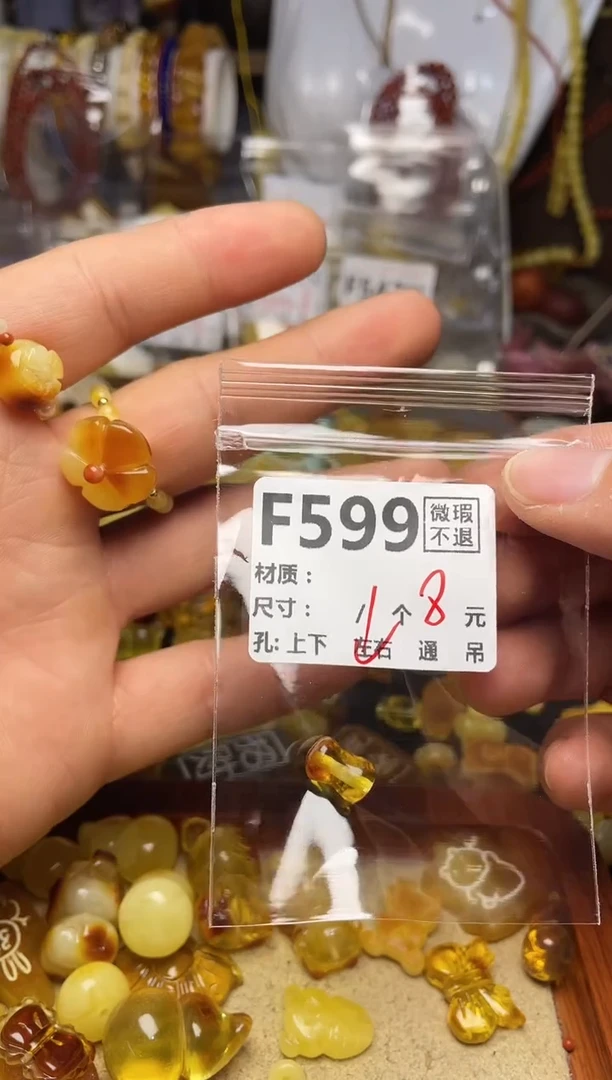 F599
微瑕
不退
材质：
尺寸： / 个 8 元
孔: 上下 左右 通 吊